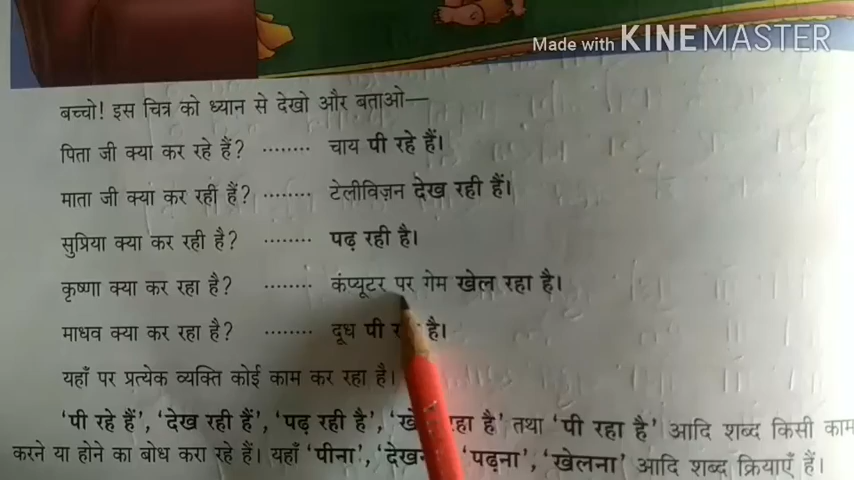 Made with KINEMASTER
बच्चो! इस चित्र को ध्यान से देखो और बताओ—
पिता जी क्या कर रहे हैं? ........ चाय पी रहे हैं।
माता जी क्या कर रही हैं? ........ टेलीविज़न देख रही हैं।
सुप्रिया क्या कर रही है? ........ पढ़ रही है।
कृष्णा क्या कर रहा है? ........ कंप्यूटर पर गेम खेल रहा है।
माधव क्या कर रहा है? ........ दूध पी है।
यहाँ पर प्रत्येक व्यक्ति कोई काम कर रहा है।
'पी रहे हैं', 'देख रही हैं', 'पढ़ रही है', रहा है' तथा 'पी रहा है' आदि शब्द किसी काम
करने या होने का बोध करा रहे हैं। यहाँ 'पीना', 'पढ़ना', 'खेलना' आदि शब्द क्रियाएँ हैं।